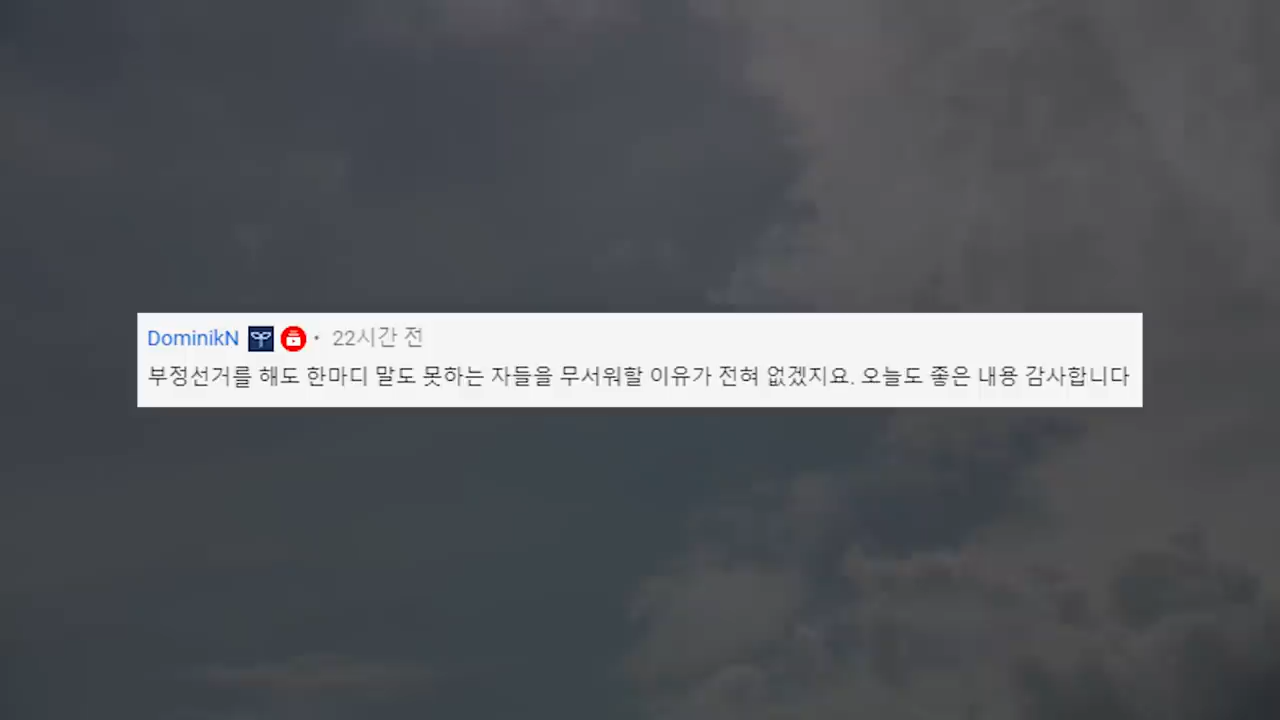 DominikN • 22시간 전
부정선거를 해도 한마디 말도 못하는 자들을 무서워할 이유가 전혀 없겠지요. 오늘도 좋은 내용 감사합니다